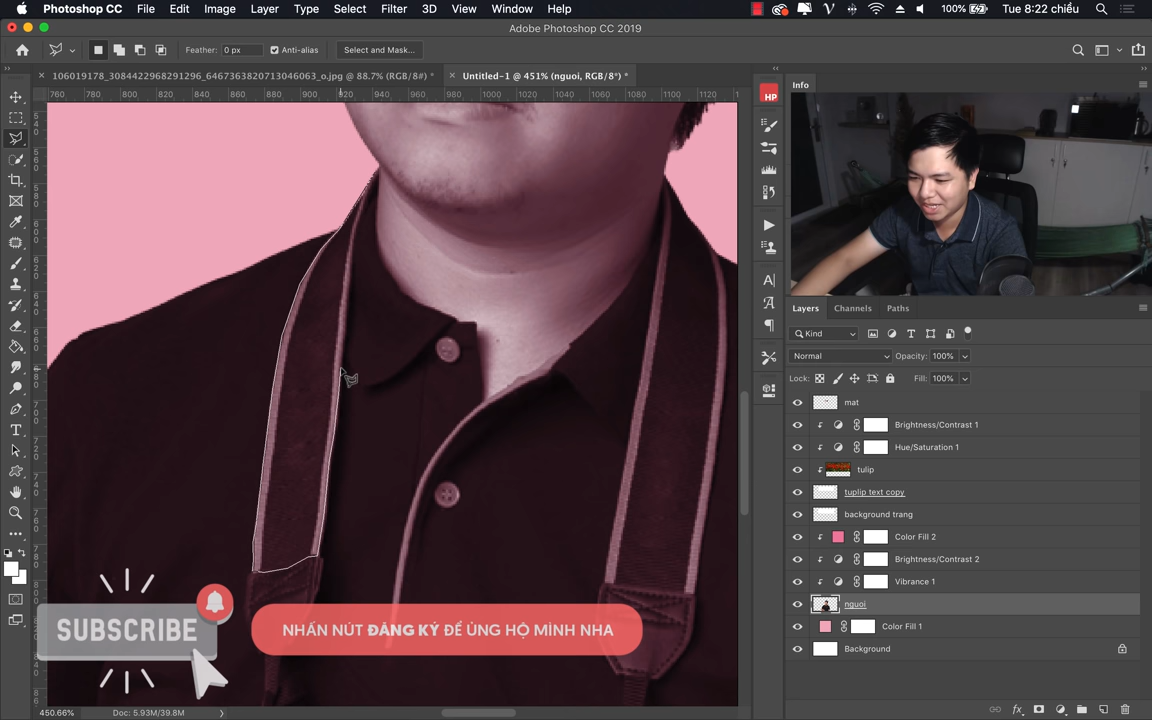 Photoshop CC File Edit Image Layer Type Select Filter 3D View Window Help
100% Tue 8:22 chiều
Adobe Photoshop CC 2019
Feather: 0 px Anti-alias Select and Mask...
106019178_3084422968291296_6467363820713046063_o.jpg @ 88.7% (RGB/8#) *
Untitled-1 @ 451% (nguoi, RGB/8*) *
760 780 800 820 840 860 880 900 920 940 960 980 1000 1020 1040 1060 1080 1100 1120
HP
Info
Layers Channels Paths
Kind
Normal Opacity: 100%
Lock: Fill: 100%
mat
Brightness/Contrast 1
Hue/Saturation 1
tulip
tuplip text copy
background trang
Color Fill 2
Brightness/Contrast 2
Vibrance 1
nguoi
Color Fill 1
Background
SUBSCRIBE
NHẤN NÚT ĐĂNG KÝ ĐỂ ỦNG HỘ MÌNH NHA
450.66% Doc: 5.93M/39.8M